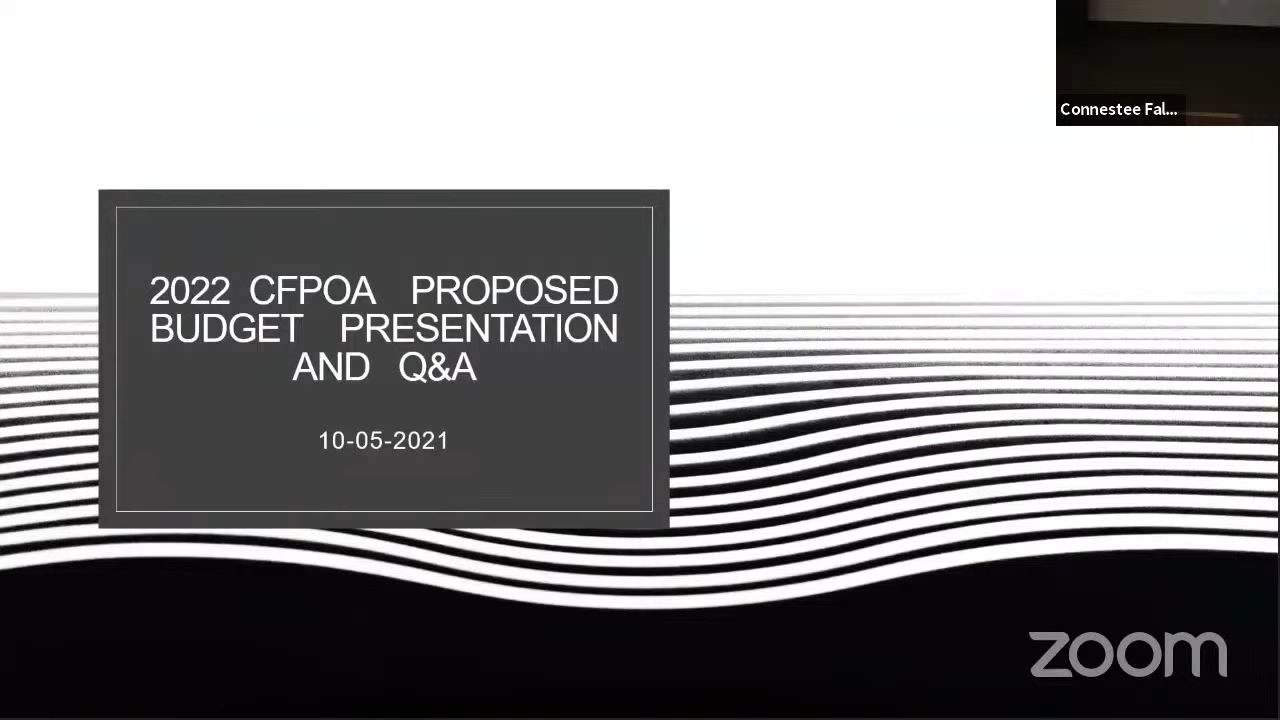 Connestee Fal...
2022 CFPOA PROPOSED
BUDGET PRESENTATION
AND Q&A
10-05-2021
zoom